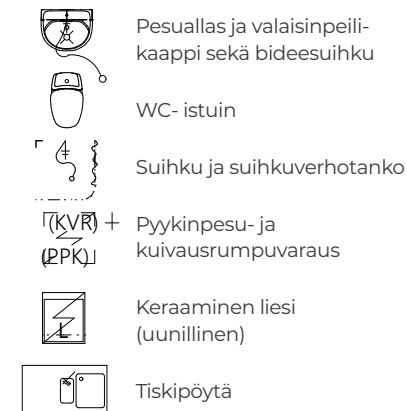 Pesuallas ja valaisinpeili-
kaappi sekä bideesuihku
WC- istuin
Suihku ja suihkuverhotanko
(KVR)
(PPK)
Pyykinpesu- ja
kuivausrumpuvaraus
L
Keraaminen liesi
(uunillinen)
Tiskipöytä